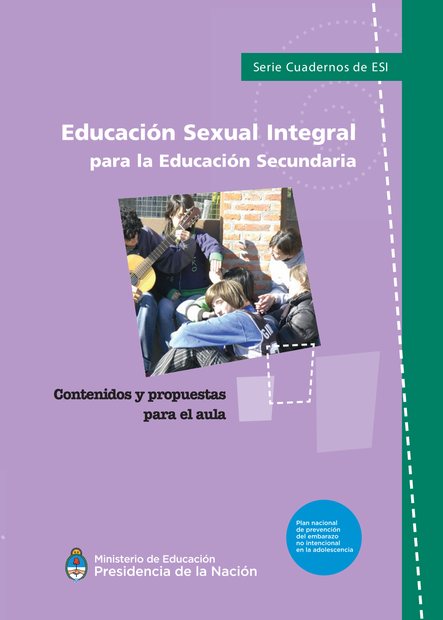 Serie Cuadernos de ESI
Educación Sexual Integral
para la Educación Secundaria
Contenidos y propuestas
para el aula
Plan nacional
de prevención
del embarazo
no intencional
en la adolescencia
Ministerio de Educación
Presidencia de la Nación